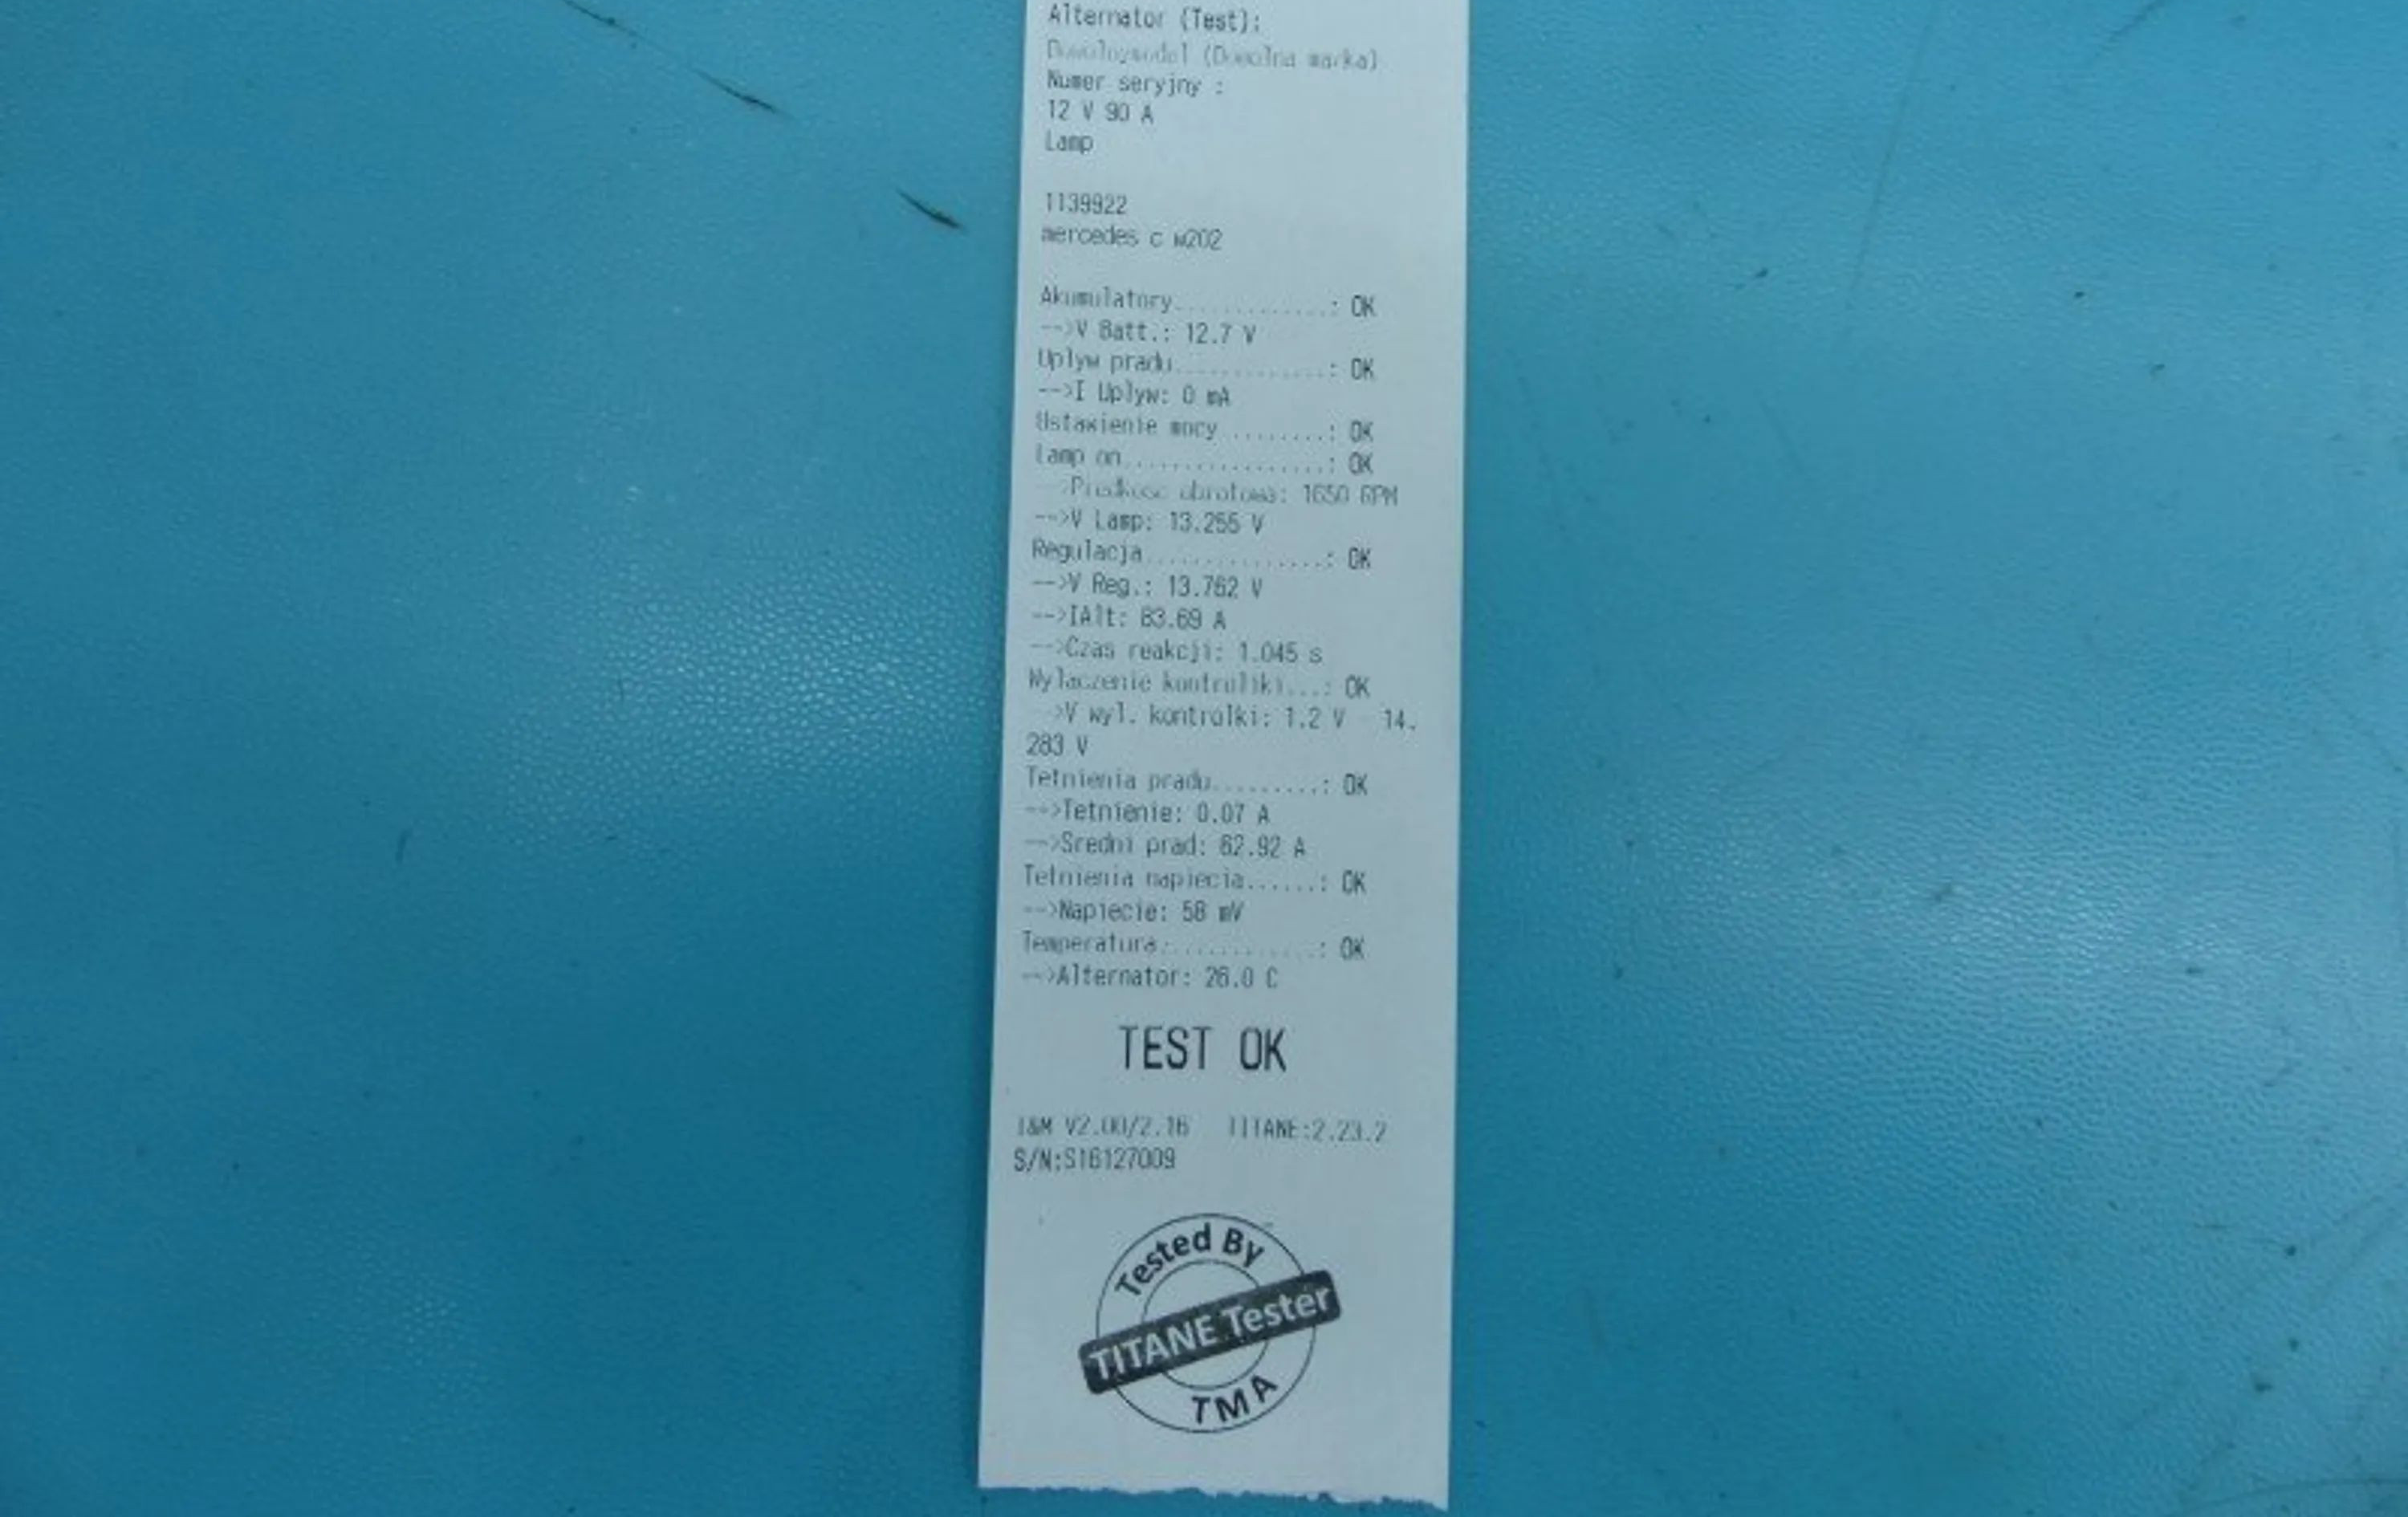 Alternator (Test):
Dowolnymodel (Dowolna marka)
Numer seryjny :
12 V 90 A
Lamp
1139922
mercedes c w202
Akumulatory.............: OK
-->V Batt.: 12.7 V
Uplyw pradu.............: OK
-->I Uplyw: 0 mA
Ustawienie mocy ........: OK
Lamp on.................: OK
-->Predkosc obrotowa: 1650 RPM
-->V Lamp: 13.255 V
Regulacja...............: OK
-->V Reg.: 13.762 V
-->IAlt: 83.69 A
-->Czas reakcji: 1.045 s
Wylaczenie kontrolki...: OK
-->V wyl. kontrolki: 1.2 V 14.
283 V
Tetnienia pradu.........: OK
-->Tetnienie: 0.07 A
-->Sredni prad: 62.92 A
Tetnienia napiecia......: OK
-->Napiecie: 58 mV
Temperatura.............: OK
-->Alternator: 26.0 C
TEST OK
I&M V2.00/2.16 TITANE:2.23.2
S/N:S16127009
Tested By
TITANE Tester
TMA